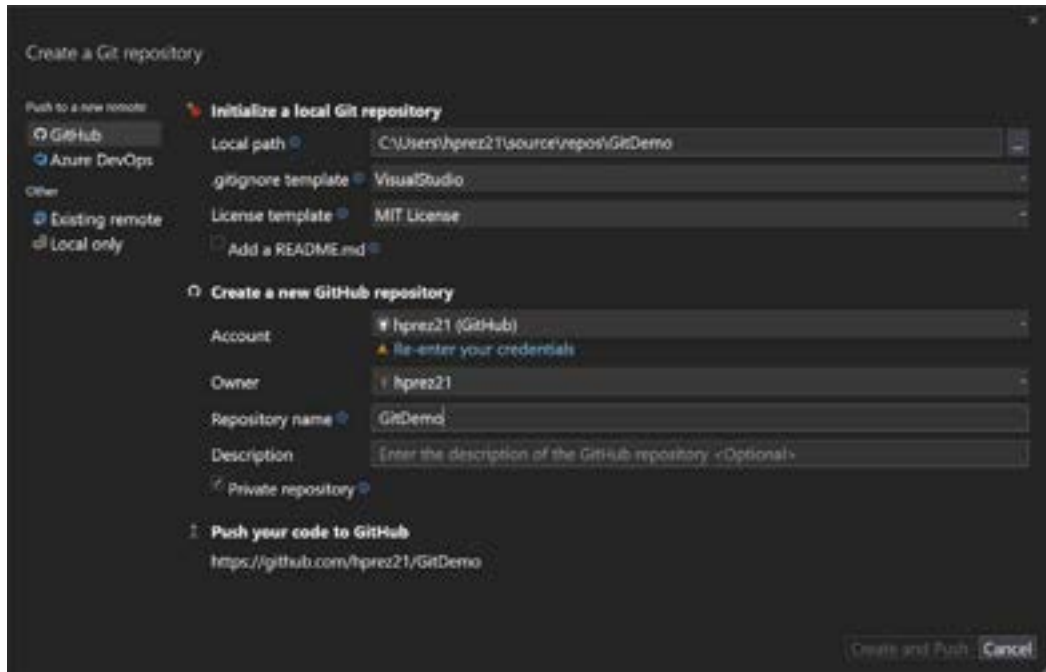 Create a Git repository
Push to a new remote
GitHub
Azure DevOps
Other
Existing remote
Local only
Initialize a local Git repository
Local path C:\Users\hprez21\source\repos\GitDemo ...
.gitignore template VisualStudio
License template MIT License
Add a README.md
Create a new GitHub repository
Account hprez21 (GitHub)
Re-enter your credentials
Owner hprez21
Repository name GitDemo
Description Enter the description of the GitHub repository <Optional>
Private repository
Push your code to GitHub
https://github.com/hprez21/GitDemo
Create and Push Cancel